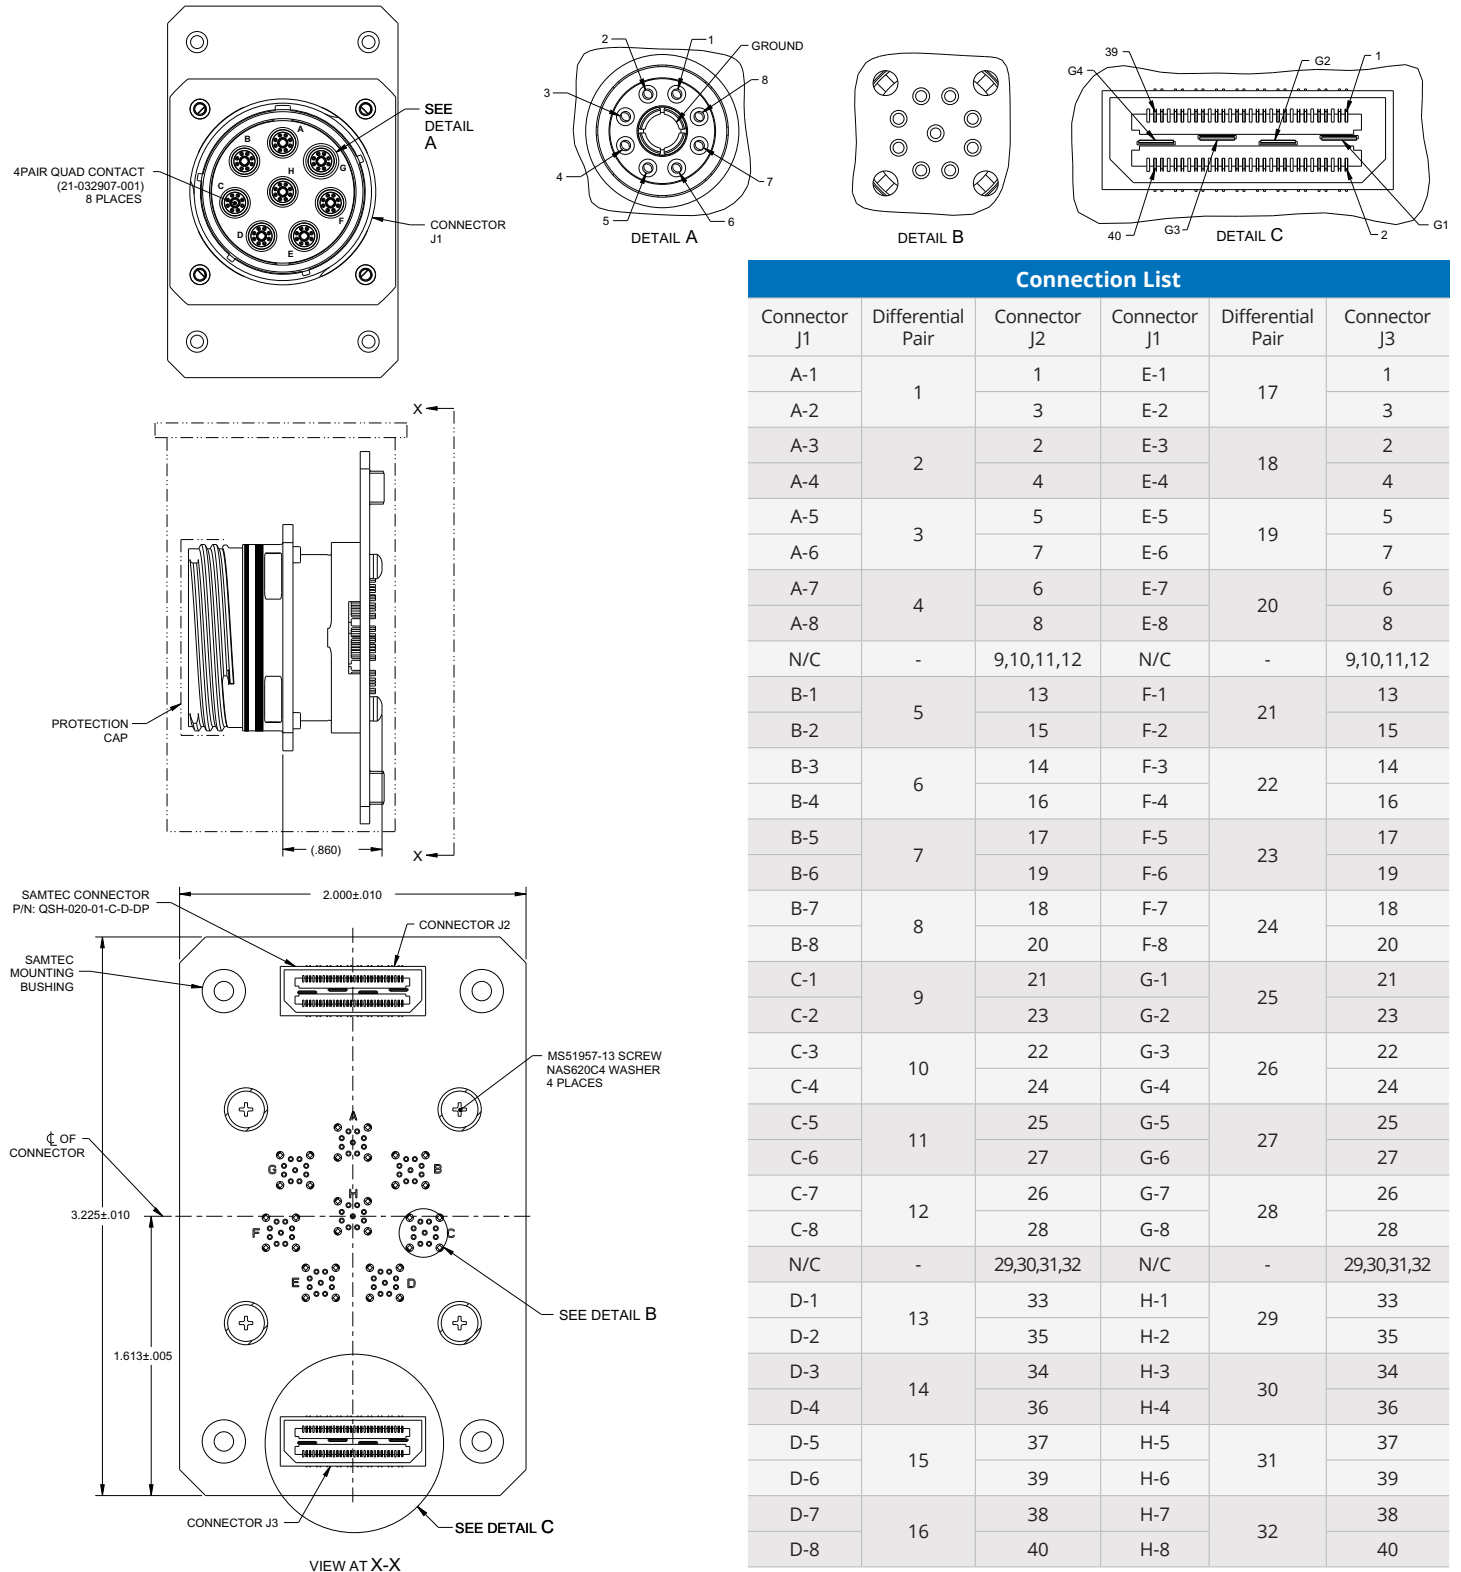 SEE
DETAIL
A
4PAIR QUAD CONTACT
(21-032907-001)
8 PLACES
A
B
G
H
C
F
D
E
CONNECTOR
J1
2
1
GROUND
3
8
4
7
5
6
DETAIL A
DETAIL B
39
1
G4
G2
40
G3
2
G1
DETAIL C
X
PROTECTION
CAP
(.860)
X
SAMTEC CONNECTOR
P/N: QSH-020-01-C-D-DP
2.000±.010
CONNECTOR J2
SAMTEC
MOUNTING
BUSHING
MS51957-13 SCREW
NAS620C4 WASHER
4 PLACES
℄ OF
CONNECTOR
A
G
B
H
3.225±.010
F
C
E
D
SEE DETAIL B
1.613±.005
CONNECTOR J3
SEE DETAIL C
VIEW AT X-X
Connection List
Connector J1 Differential Pair Connector J2 Connector J1 Differential Pair Connector J3
A-1 1 1 E-1 17 1
A-2 3 E-2 3
A-3 2 2 E-3 18 2
A-4 4 E-4 4
A-5 3 5 E-5 19 5
A-6 7 E-6 7
A-7 4 6 E-7 20 6
A-8 8 E-8 8
N/C - 9,10,11,12 N/C - 9,10,11,12
B-1 5 13 F-1 21 13
B-2 15 F-2 15
B-3 6 14 F-3 22 14
B-4 16 F-4 16
B-5 7 17 F-5 23 17
B-6 19 F-6 19
B-7 8 18 F-7 24 18
B-8 20 F-8 20
C-1 9 21 G-1 25 21
C-2 23 G-2 23
C-3 10 22 G-3 26 22
C-4 24 G-4 24
C-5 11 25 G-5 27 25
C-6 27 G-6 27
C-7 12 26 G-7 28 26
C-8 28 G-8 28
N/C - 29,30,31,32 N/C - 29,30,31,32
D-1 13 33 H-1 29 33
D-2 35 H-2 35
D-3 14 34 H-3 30 34
D-4 36 H-4 36
D-5 15 37 H-5 31 37
D-6 39 H-6 39
D-7 16 38 H-7 32 38
D-8 40 H-8 40